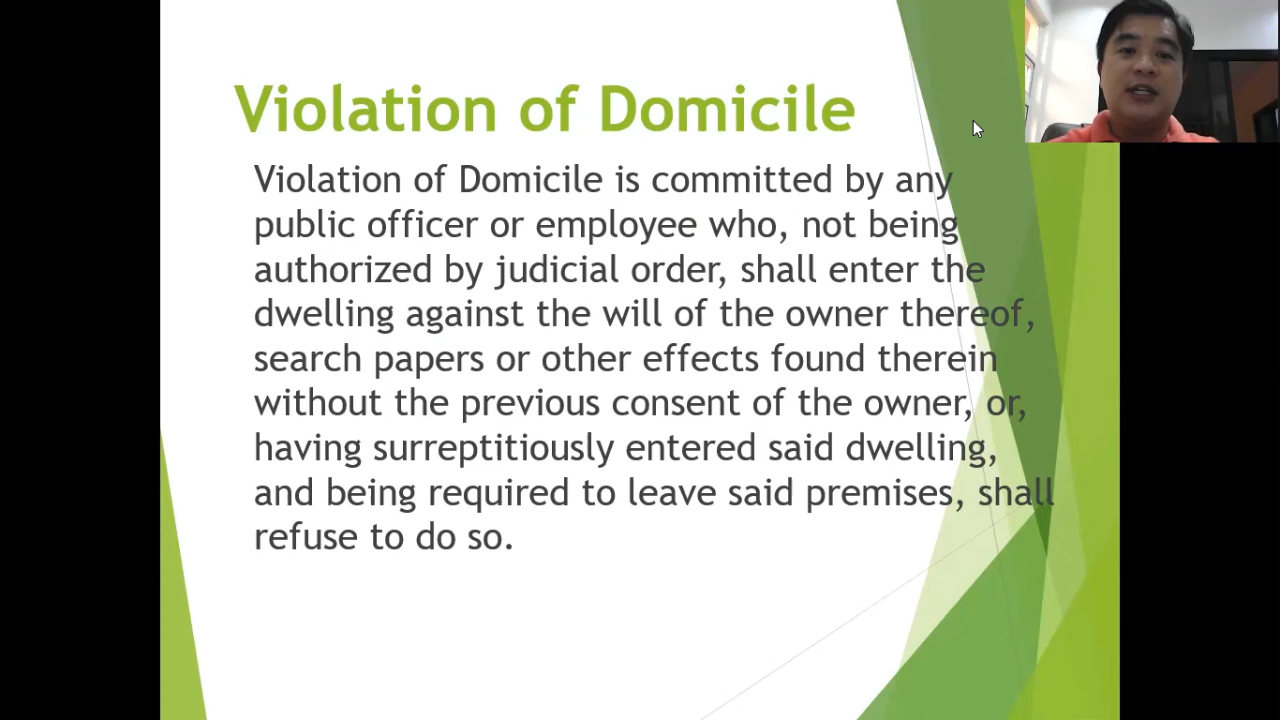 Violation of Domicile
Violation of Domicile is committed by any
public officer or employee who, not being
authorized by judicial order, shall enter the
dwelling against the will of the owner thereof,
search papers or other effects found therein
without the previous consent of the owner, or,
having surreptitiously entered said dwelling,
and being required to leave said premises, shall
refuse to do so.